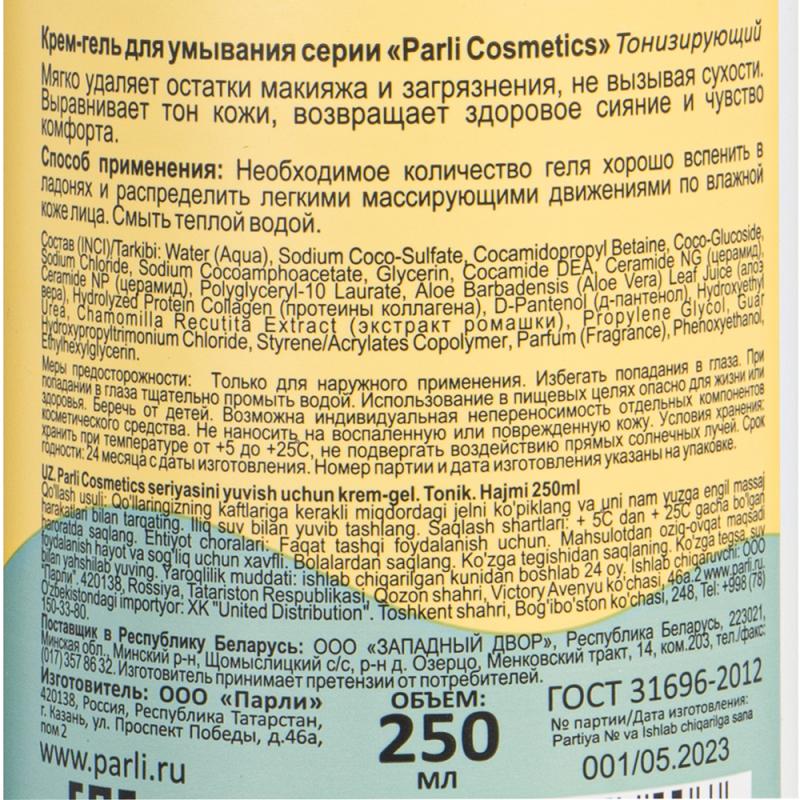 Крем-гель для умывания серии «Parli Cosmetics» Тонизирующий
Мягко удаляет остатки макияжа и загрязнения, не вызывая сухости.
Выравнивает тон кожи, возвращает здоровое сияние и чувство
комфорта.
Способ применения: Необходимое количество геля хорошо вспенить в
ладонях и распределить легкими массирующими движениями по влажной
коже лица. Смыть теплой водой.
Состав (INCI)/Tarkibi: Water (Aqua), Sodium Coco-Sulfate, Cocamidopropyl Betaine, Coco-Glucoside,
Sodium Chloride, Sodium Cocoamphoacetate, Glycerin, Cocamide DEA, Ceramide NG (церамид),
Ceramide NP (церамид), Polyglyceryl-10 Laurate, Aloe Barbadensis (Aloe Vera) Leaf Juice (алоэ
вера), Hydrolyzed Protein Collagen (протеины коллагена), D-Pantenol (д-пантенол), Hydroxyethyl
Urea, Chamomilla Recutita Extract (экстракт ромашки), Propylene Glycol, Guar
Hydroxypropyltrimonium Chloride, Styrene/Acrylates Copolymer, Parfum (Fragrance), Phenoxyethanol,
Ethylhexylglycerin.
Меры предосторожности: Только для наружного применения. Избегать попадания в глаза. При
попадании в глаза тщательно промыть водой. Использование в пищевых целях опасно для жизни или
здоровья. Беречь от детей. Возможна индивидуальная непереносимость отдельных компонентов
косметического средства. Не наносить на воспаленную или поврежденную кожу. Условия хранения:
хранить при температуре от +5 до +25С, не подвергать воздействию прямых солнечных лучей. Срок
годности: 24 месяца с даты изготовления. Номер партии и дата изготовления указаны на упаковке.
UZ. Parli Cosmetics seriyasini yuvish uchun krem-gel. Tonik. Hajmi 250ml
Qo'llash usuli: Qo'llaringizning kaftlariga kerakli miqdordagi jelni ko'piklang va uni nam yuzga engil massaj
harakatlari bilan tarqating. Iliq suv bilan yuvib tashlang. Saqlash shartlari: + 5C dan + 25C gacha bo'lgan
haroratda saqlang. Ehtiyot choralari: Faqat tashqi foydalanish uchun. Mahsulotdan oziq-ovqat maqsadi
foydalanish hayot va sog'liq uchun xavfli. Bolalardan saqlang. Ko'zga tegishidan saqlaning. Ko'zga tegsa, suv
bilan yahshilab yuving. Yaroqlilik muddati: ishlab chiqarilgan kunidan boshlab 24 oy. Ishlab chiqaruvchi: OOO
"Parli". 420138, Rossiya, Tatariston Respublikasi, Qozon shahri, Victory Avenyu ko'chasi, 46a.2 www.parli.ru.
O'zbekistondagi importyor: XK "United Distribution". Toshkent shahri, Bog'ibo'ston ko'chasi, 248, Tel: +998 (78)
150-33-80.
Поставщик в Республику Беларусь: ООО «ЗАПАДНЫЙ ДВОР», Республика Беларусь, 223021,
Минская обл., Минский р-н, Щомыслицкий с/с, р-н д. Озерцо, Менковский тракт, 14, ком.203, тел./факс:
(017) 357 86 32. Изготовитель принимает претензии от потребителей.
Изготовитель: ООО «Парли»
420138, Россия, Республика Татарстан,
г. Казань, ул. Проспект Победы, д.46а,
пом 2
www.parli.ru
ОБЪЕМ:
250
МЛ
ГОСТ 31696-2012
№ партии/Дата изготовления:
Partiya № va Ishlab chiqarilga sana
001/05.2023